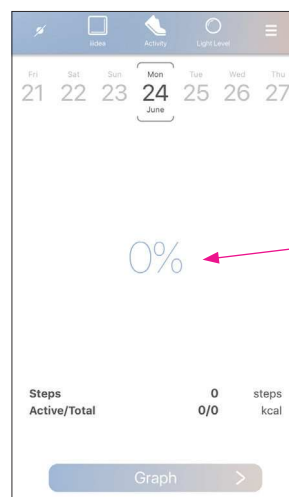 Bidea Activity Light Level
Fri Sat Sun Mon Tue Wed Thu
21 22 23 24 25 26 27
June
0%
Steps 0 steps
Active/Total 0/0 kcal
Graph